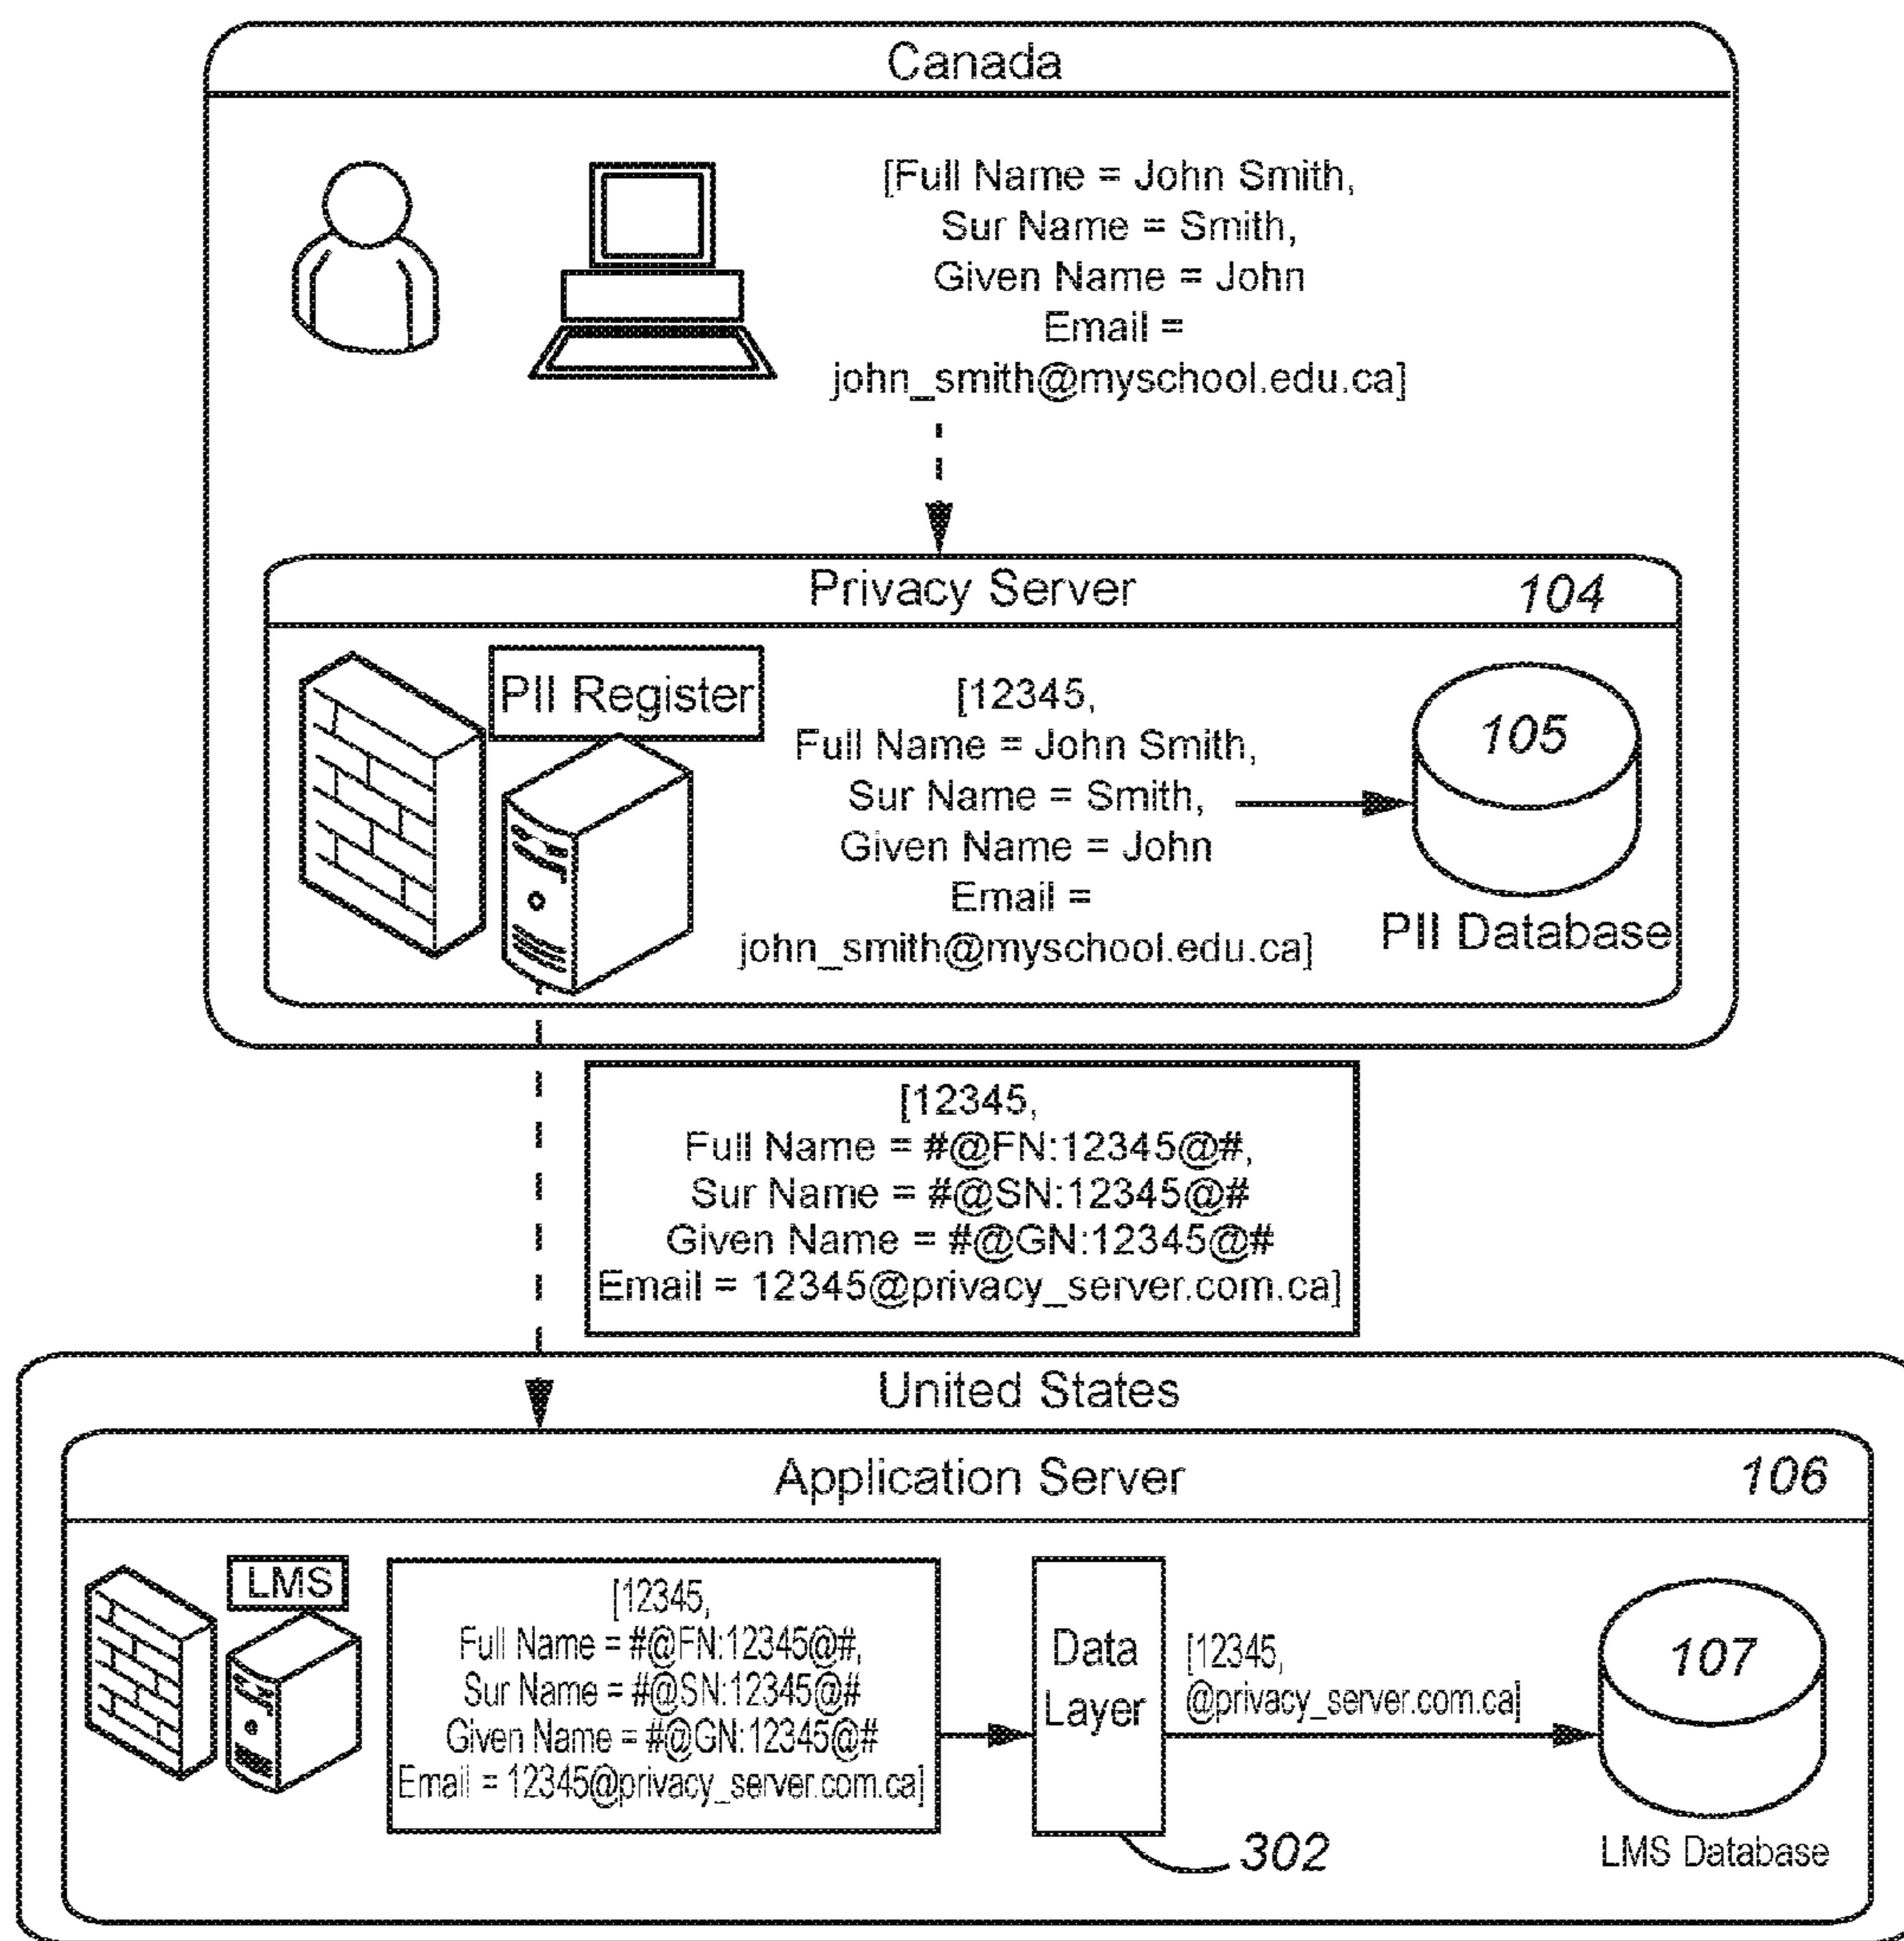 Canada
[Full Name = John Smith,
Sur Name = Smith,
Given Name = John
Email =
john_smith@myschool.edu.ca]
Privacy Server
104
PII Register
[12345,
Full Name = John Smith,
Sur Name = Smith,
Given Name = John
Email =
john_smith@myschool.edu.ca]
105
PII Database
[12345,
Full Name = #@FN:12345@#,
Sur Name = #@SN:12345@#
Given Name = #@GN:12345@#
Email = 12345@privacy_server.com.ca]
United States
Application Server
106
LMS
[12345,
Full Name = #@FN:12345@#,
Sur Name = #@SN:12345@#
Given Name = #@GN:12345@#
Email = 12345@privacy_server.com.ca]
Data
Layer
302
[12345,
@privacy_server.com.ca]
107
LMS Database